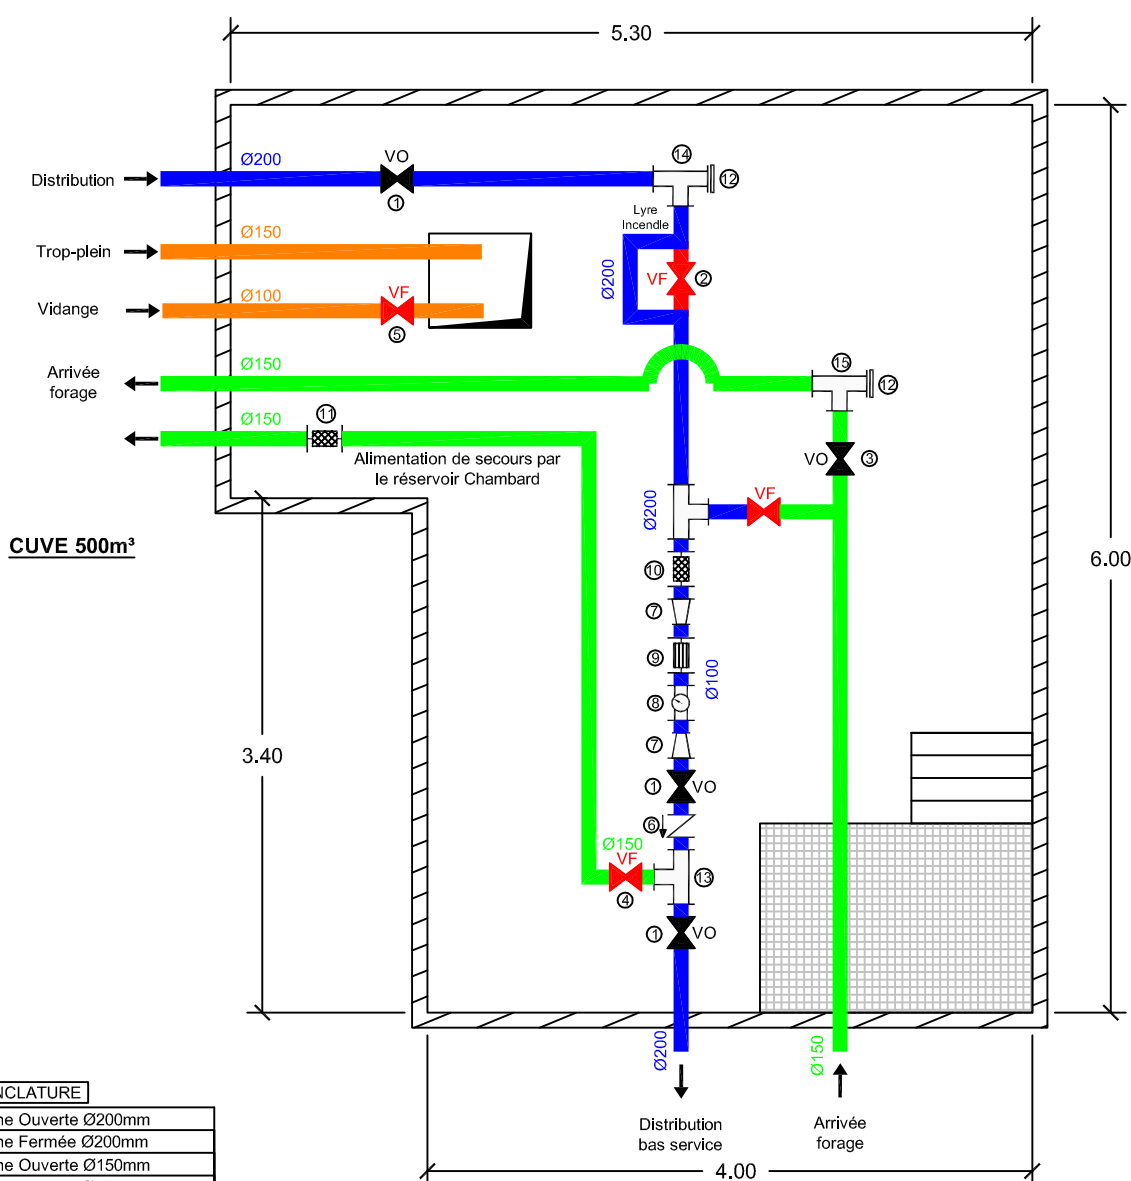 5.30
Distribution
Ø200
VO
1
14
12
Lyre
Incendie
Trop-plein
Ø150
Ø200
VF
2
Vidange
Ø100
VF
5
Arrivée
forage
Ø150
15
12
Ø150
11
Alimentation de secours par
le réservoir Chambard
VO
3
CUVE 500m³
Ø200
VF
6.00
10
7
9
Ø100
8
3.40
7
1
VO
6
Ø150
VF
4
13
1
VO
Ø200
Ø150
Distribution
bas service
Arrivée
forage
4.00
NCLATURE
ne Ouverte Ø200mm
ne Fermée Ø200mm
ne Ouverte Ø150mm